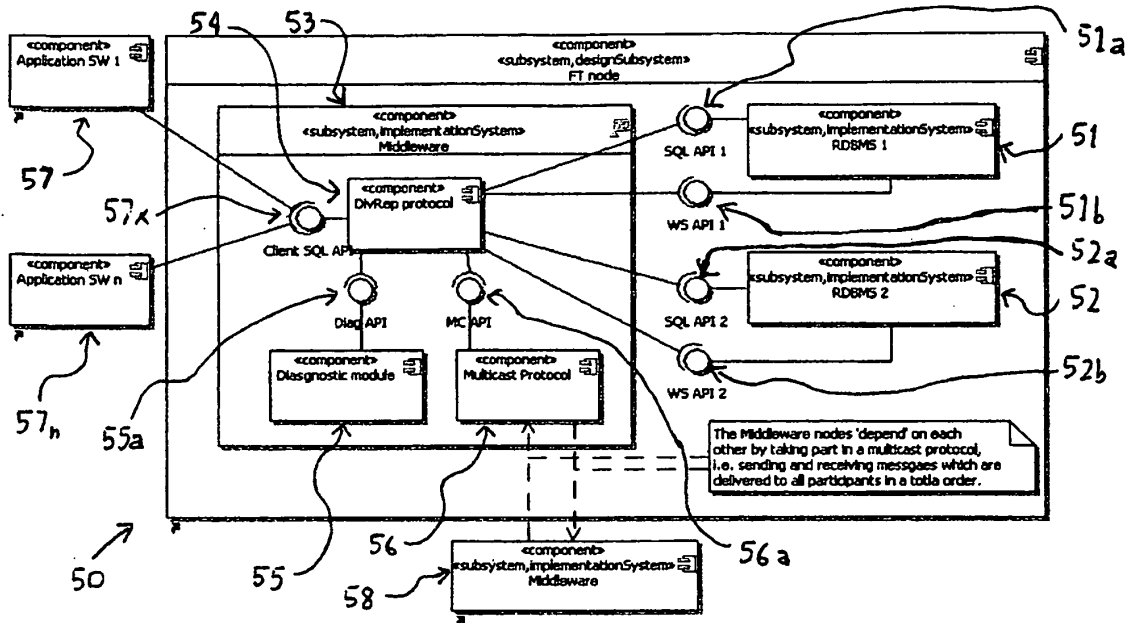 54
53
51a
«component»
Application SW 1
«component»
«subsystem,designSubsystem»
FT node
57
«component»
«subsystem,implementationSystem»
Middleware
SQL API 1
«component»
«subsystem,implementationSystem»
RDBMS 1
51
«component»
DivRep protocol
57x
Client SQL API
WS API 1
51b
52a
«component»
Application SW n
Diag API
MC API
SQL API 2
«component»
«subsystem,implementationSystem»
RDBMS 2
52
«component»
Diasgnostic module
«component»
Multicast Protocol
WS API 2
52b
57n
55a
The Middleware nodes 'depend' on each
other by taking part in a multicast protocol,
i.e. sending and receiving messgaes which are
delivered to all participants in a totla order.
50
55
56
56a
58
«component»
«subsystem,implementationSystem»
Middleware